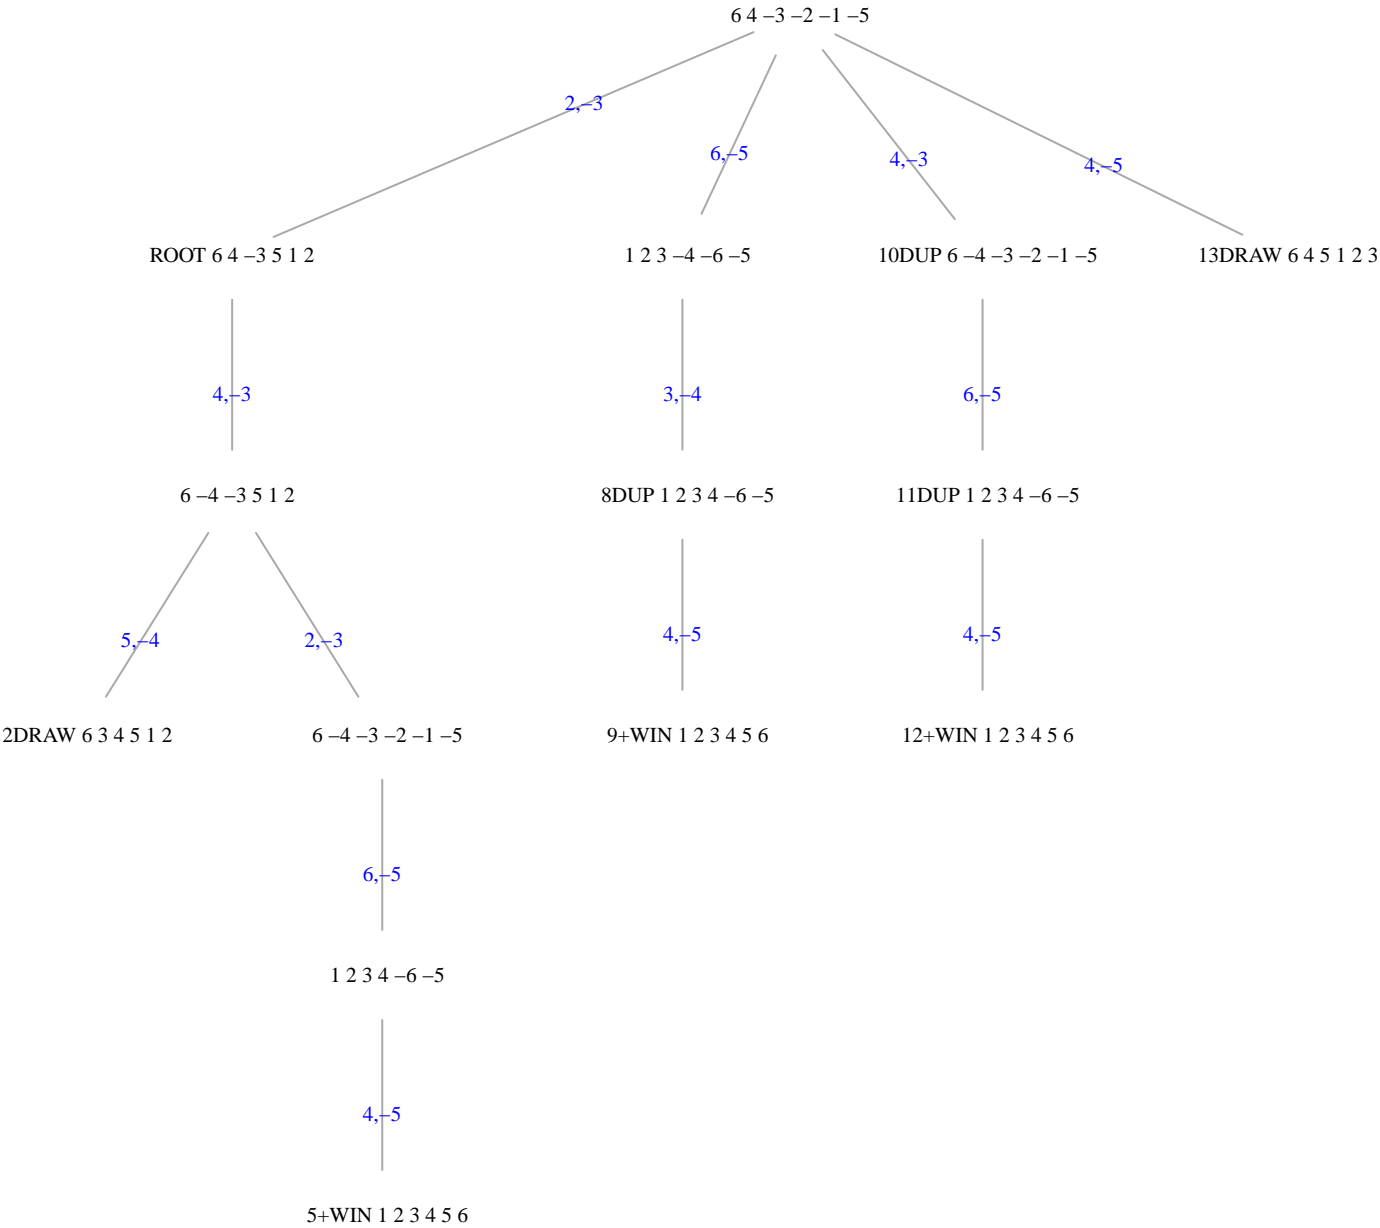 6 4 –3 –2 –1 –5
2,–3
6,–5
4,–3
4,–5
ROOT 6 4 –3 5 1 2
1 2 3 –4 –6 –5
10DUP 6 –4 –3 –2 –1 –5
13DRAW 6 4 5 1 2 3
4,–3
3,–4
6,–5
6 –4 –3 5 1 2
8DUP 1 2 3 4 –6 –5
11DUP 1 2 3 4 –6 –5
5,–4
2,–3
4,–5
4,–5
2DRAW 6 3 4 5 1 2
6 –4 –3 –2 –1 –5
9+WIN 1 2 3 4 5 6
12+WIN 1 2 3 4 5 6
6,–5
1 2 3 4 –6 –5
4,–5
5+WIN 1 2 3 4 5 6